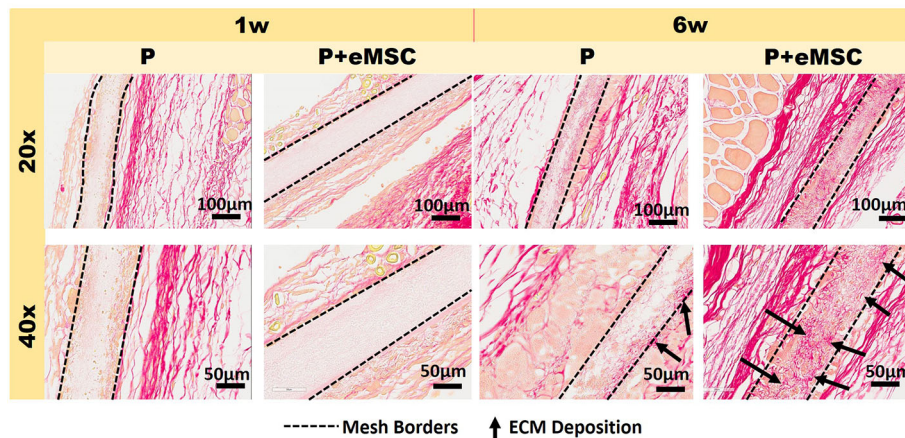 1w 6w
P P+eMSC P P+eMSC
20x
100µm 100µm 100µm 100µm
40x
50µm 50µm 50µm 50µm
Mesh Borders ECM Deposition